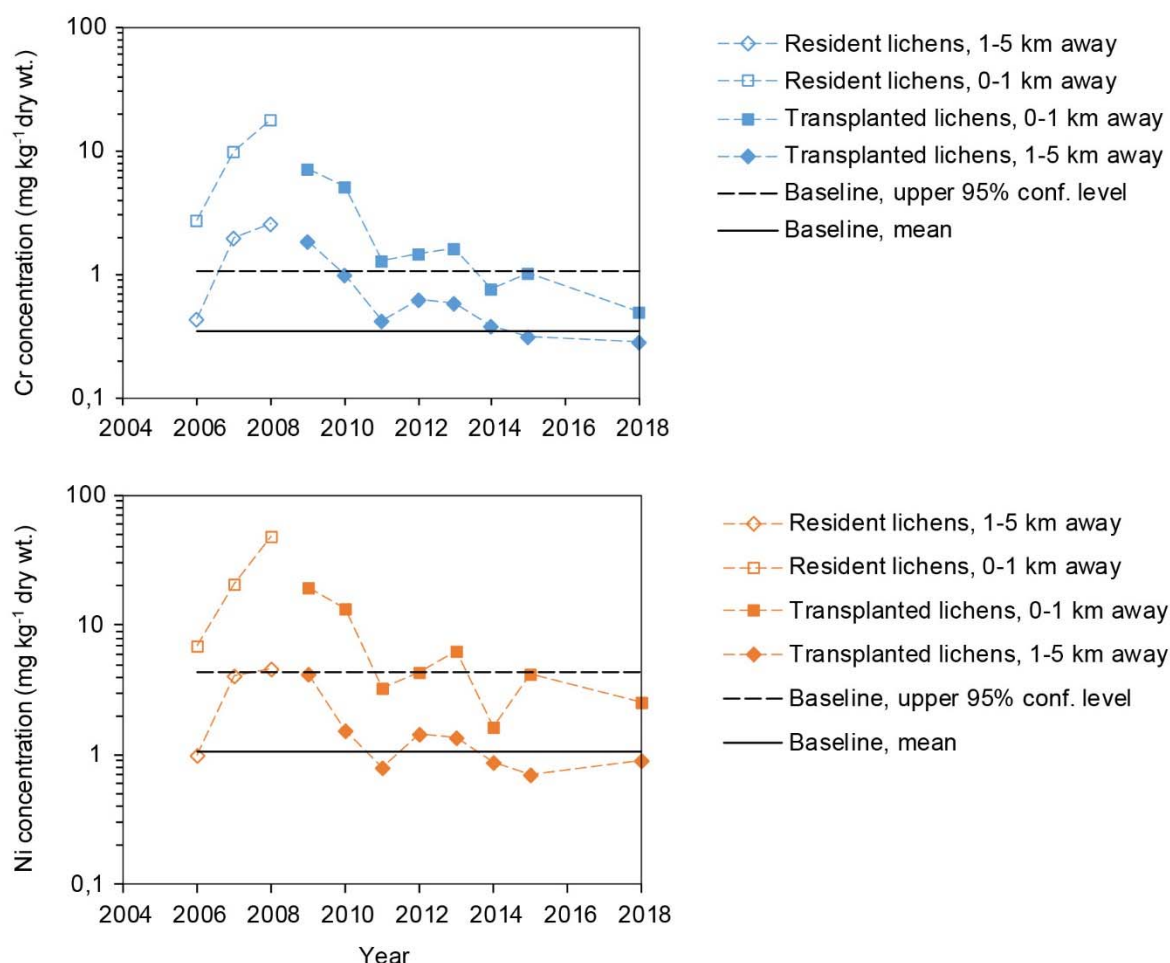 100
10
1
0,1
Cr concentration (mg kg⁻¹ dry wt.)
2004 2006 2008 2010 2012 2014 2016 2018
Resident lichens, 1-5 km away
Resident lichens, 0-1 km away
Transplanted lichens, 0-1 km away
Transplanted lichens, 1-5 km away
Baseline, upper 95% conf. level
Baseline, mean
100
10
1
0,1
Ni concentration (mg kg⁻¹ dry wt.)
2004 2006 2008 2010 2012 2014 2016 2018
Year
Resident lichens, 1-5 km away
Resident lichens, 0-1 km away
Transplanted lichens, 0-1 km away
Transplanted lichens, 1-5 km away
Baseline, upper 95% conf. level
Baseline, mean